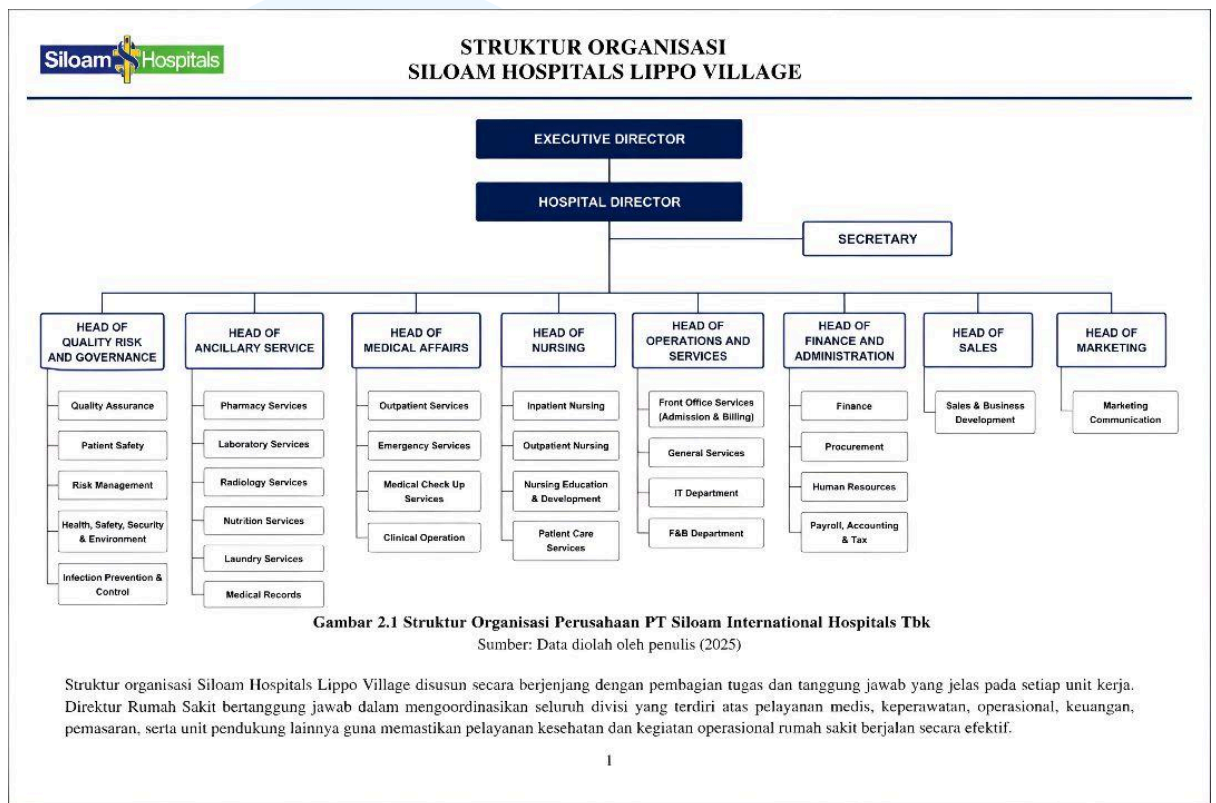 Siloam Hospitals
STRUKTUR ORGANISASI
SILOAM HOSPITALS LIPPO VILLAGE
EXECUTIVE DIRECTOR
HOSPITAL DIRECTOR
SECRETARY
HEAD OF
QUALITY RISK
AND GOVERNANCE
Quality Assurance
Patient Safety
Risk Management
Health, Safety, Security
& Environment
Infection Prevention &
Control
HEAD OF
ANCILLARY SERVICE
Pharmacy Services
Laboratory Services
Radiology Services
Nutrition Services
Laundry Services
Medical Records
HEAD OF
MEDICAL AFFAIRS
Outpatient Services
Emergency Services
Medical Check Up
Services
Clinical Operation
HEAD OF
NURSING
Inpatient Nursing
Outpatient Nursing
Nursing Education
& Development
Patient Care
Services
HEAD OF
OPERATIONS AND
SERVICES
Front Office Services
(Admission & Billing)
General Services
IT Department
F&B Department
HEAD OF
FINANCE AND
ADMINISTRATION
Finance
Procurement
Human Resources
Payroll, Accounting
& Tax
HEAD OF
SALES
Sales & Business
Development
HEAD OF
MARKETING
Marketing
Communication
Gambar 2.1 Struktur Organisasi Perusahaan PT Siloam International Hospitals Tbk
Sumber: Data diolah oleh penulis (2025)
Struktur organisasi Siloam Hospitals Lippo Village disusun secara berjenjang dengan pembagian tugas dan tanggung jawab yang jelas pada setiap unit kerja.
Direktur Rumah Sakit bertanggung jawab dalam mengoordinasikan seluruh divisi yang terdiri atas pelayanan medis, keperawatan, operasional, keuangan,
pemasaran, serta unit pendukung lainnya guna memastikan pelayanan kesehatan dan kegiatan operasional rumah sakit berjalan secara efektif.
1